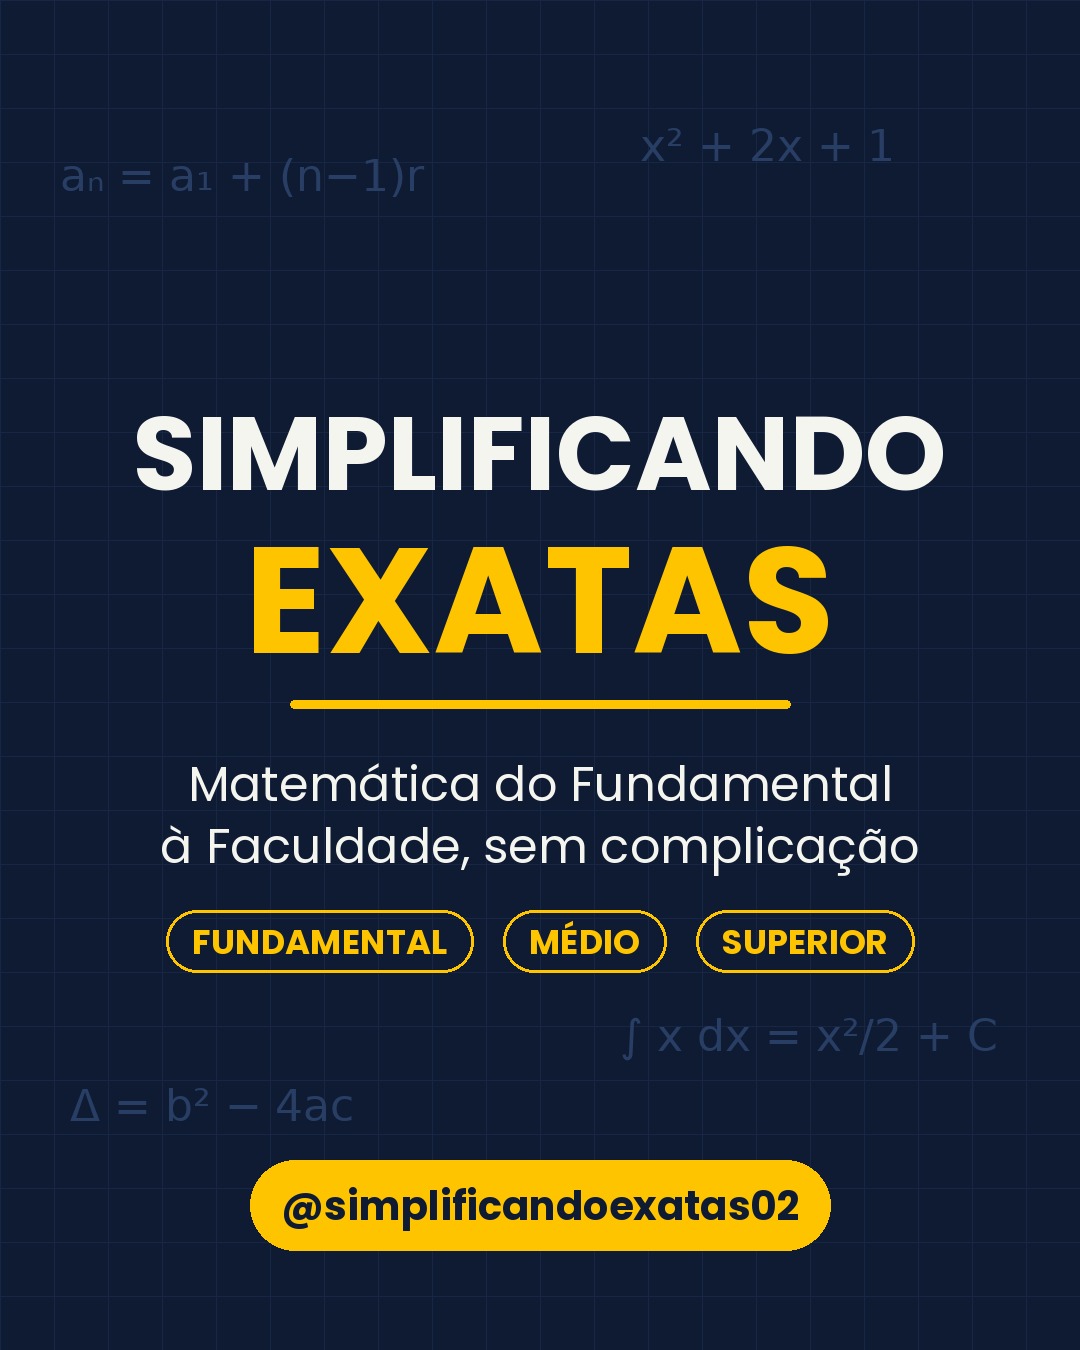 x² + 2x + 1
aₙ = a₁ + (n−1)r
SIMPLIFICANDO
EXATAS
Matemática do Fundamental
à Faculdade, sem complicação
FUNDAMENTAL MÉDIO SUPERIOR
∫ x dx = x²/2 + C
Δ = b² − 4ac
@simplificandoexatas02